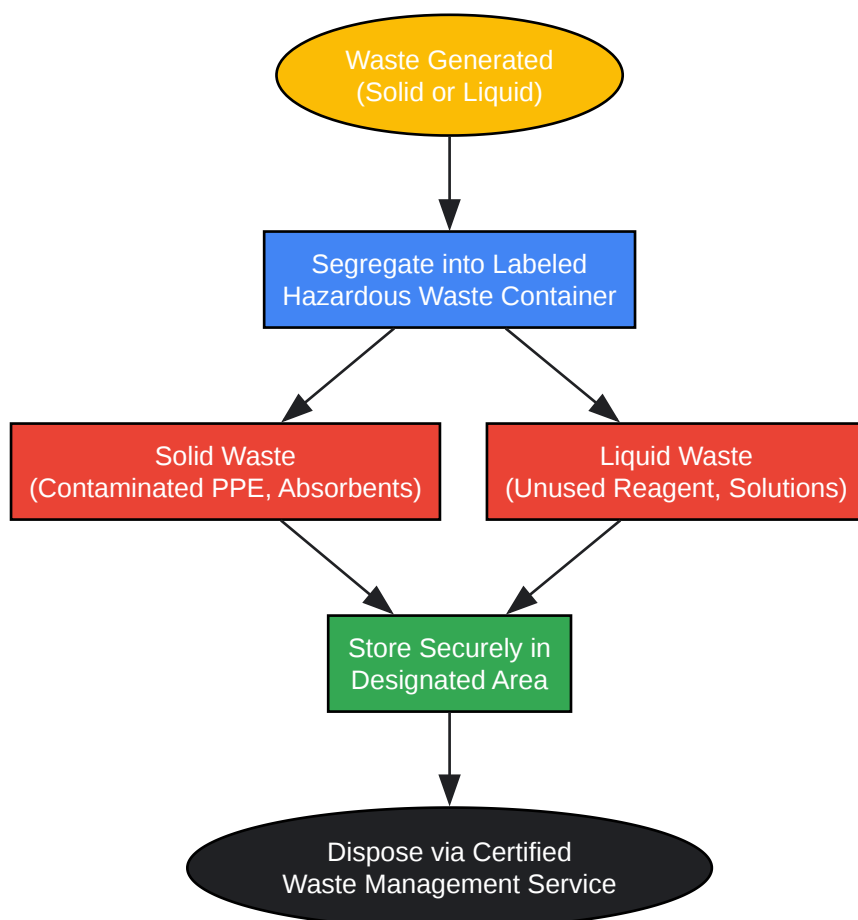 Waste Generated
(Solid or Liquid)
Segregate into Labeled
Hazardous Waste Container
Solid Waste
(Contaminated PPE, Absorbents)
Liquid Waste
(Unused Reagent, Solutions)
Store Securely in
Designated Area
Dispose via Certified
Waste Management Service